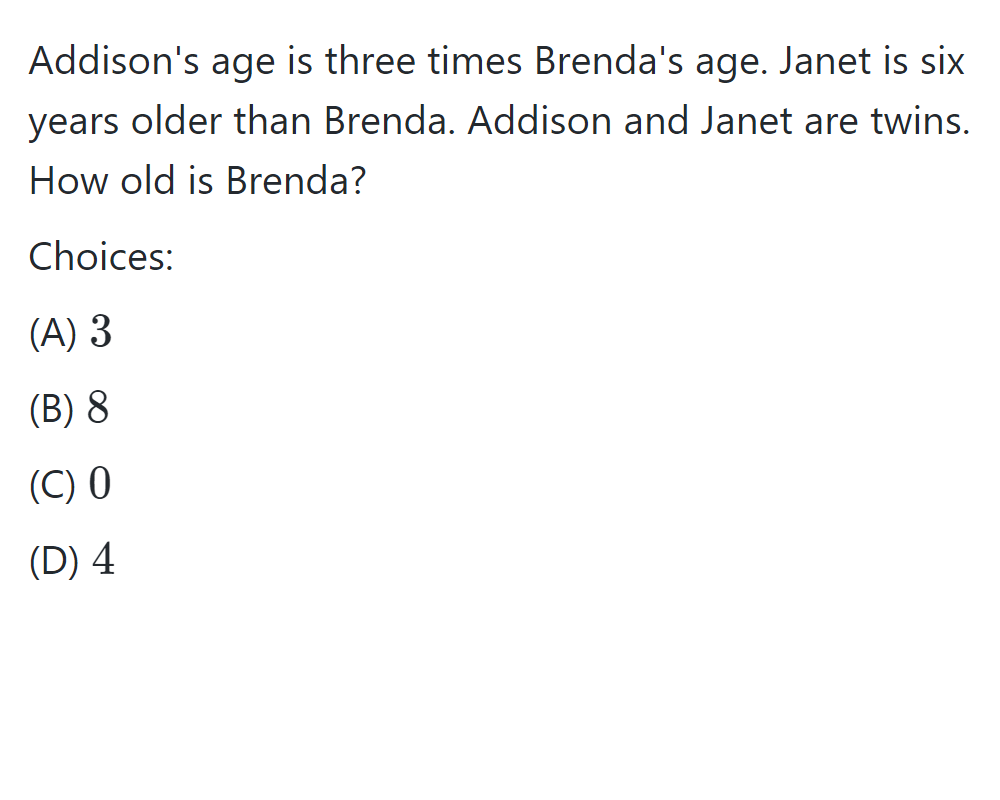 Addison's age is three times Brenda's age. Janet is six
years older than Brenda. Addison and Janet are twins.
How old is Brenda?
Choices:
(A) 3
(B) 8
(C) 0
(D) 4